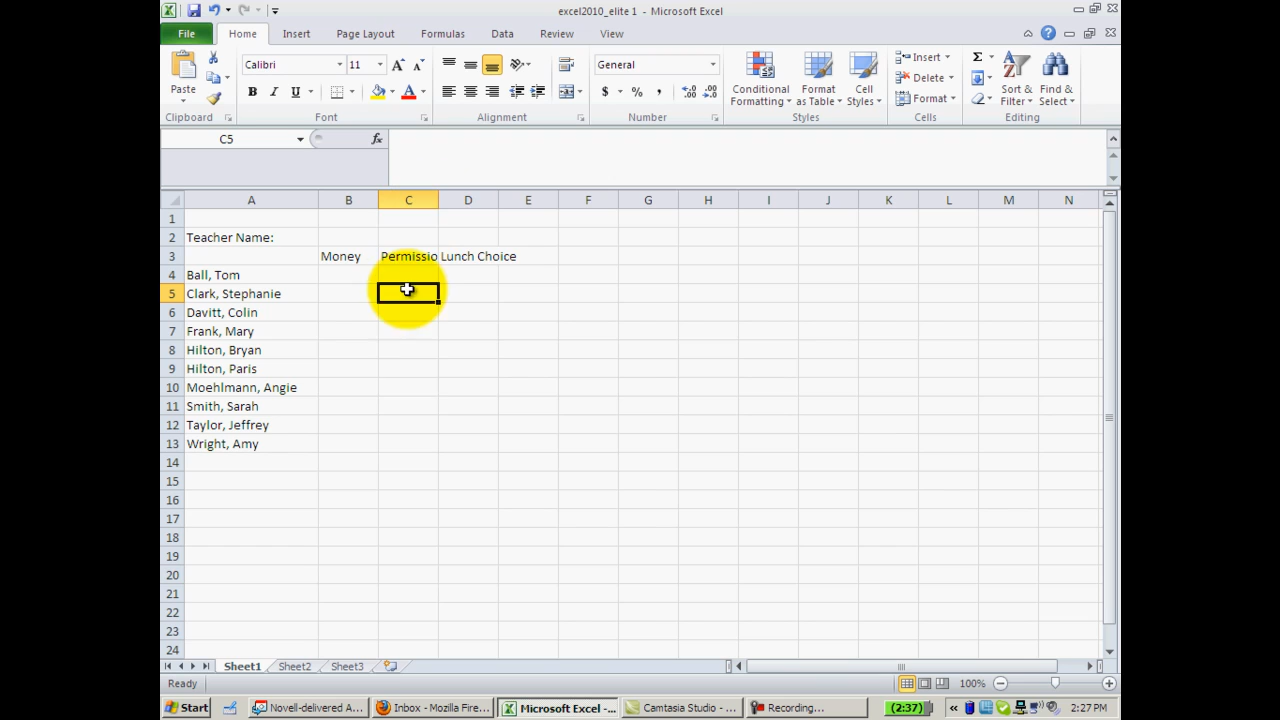 excel2010_elite 1 - Microsoft Excel
File Home Insert Page Layout Formulas Data Review View
Calibri 11 General Insert Σ
Paste B I U $ % , Conditional Formatting Format as Table Cell Styles Delete Format Sort & Filter Find & Select
Clipboard Font Alignment Number Styles Cells Editing
C5 fx
A B C D E F G H I J K L M N
1
2 Teacher Name:
3 Money Permissio Lunch Choice
4 Ball, Tom
5 Clark, Stephanie
6 Davitt, Colin
7 Frank, Mary
8 Hilton, Bryan
9 Hilton, Paris
10 Moehlmann, Angie
11 Smith, Sarah
12 Taylor, Jeffrey
13 Wright, Amy
14
15
16
17
18
19
20
21
22
23
24
Sheet1 Sheet2 Sheet3
Ready 100%
Start Novell-delivered A... Inbox - Mozilla Fire... Microsoft Excel -... Camtasia Studio - ... Recording... (2:37) « 2:27 PM